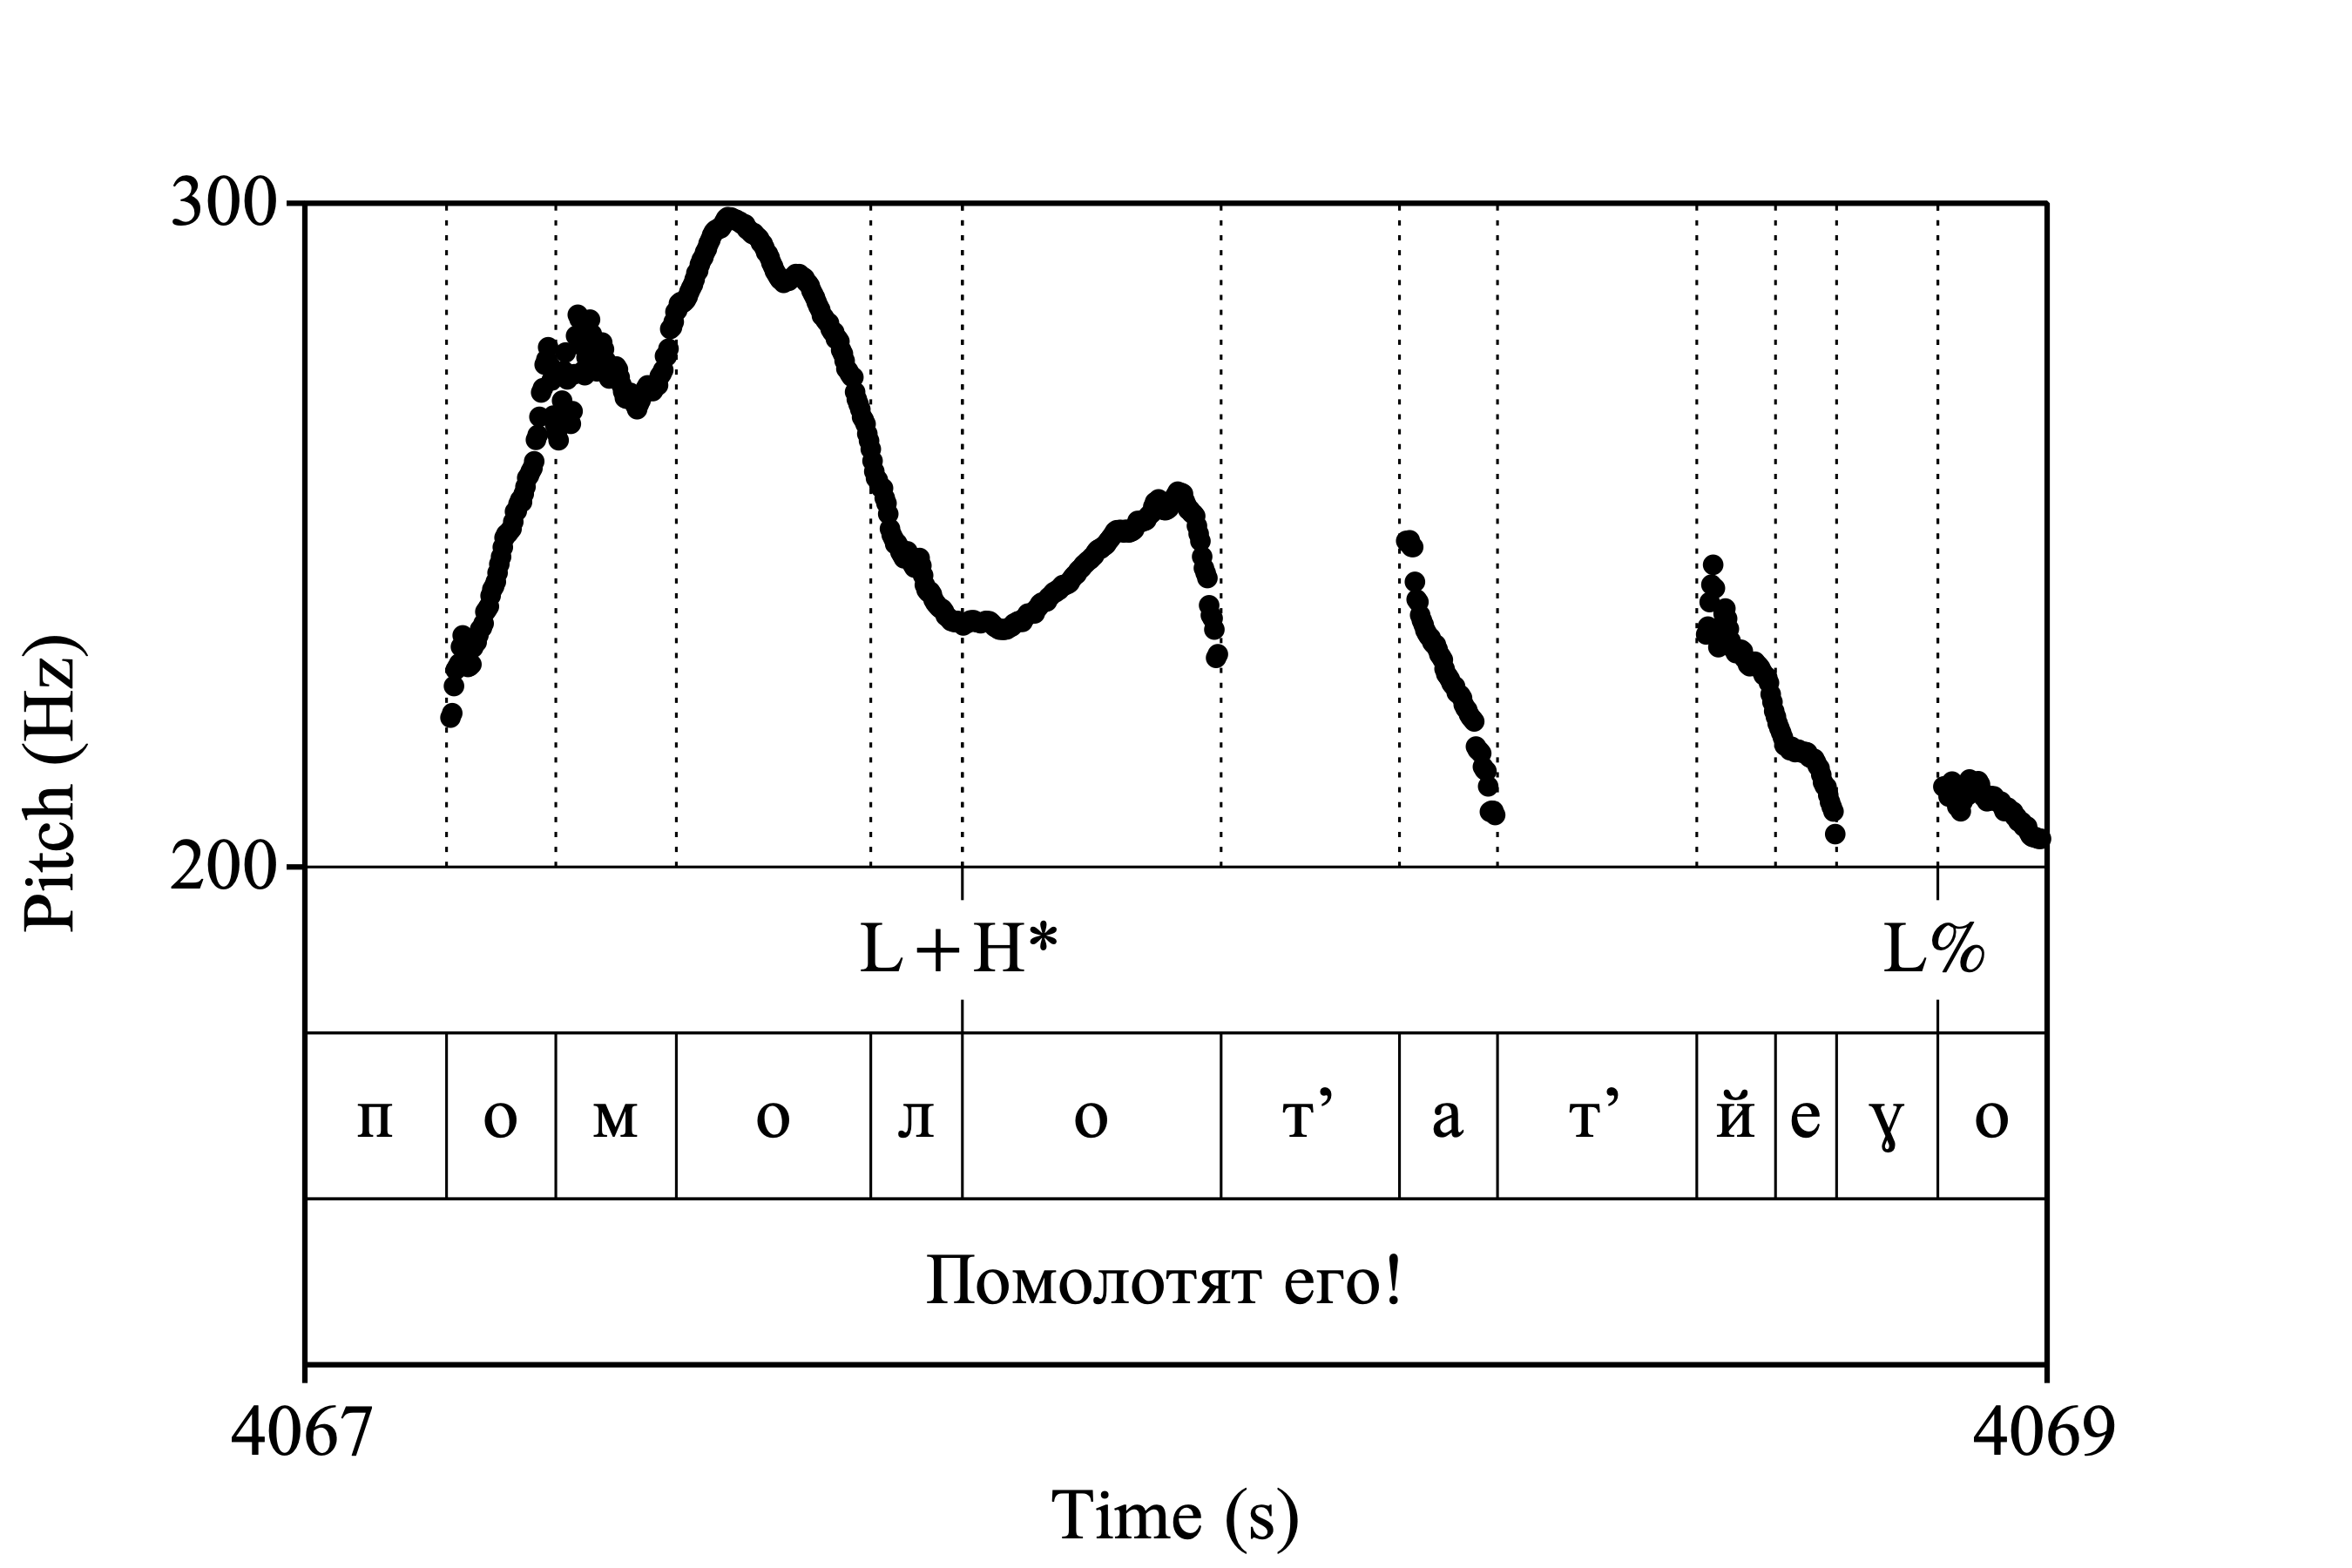 300
Pitch (Hz)
200
L+H* L%
п о м о л о т’ а т’ й е ɣ о
Помолотят его!
4067 4069
Time (s)